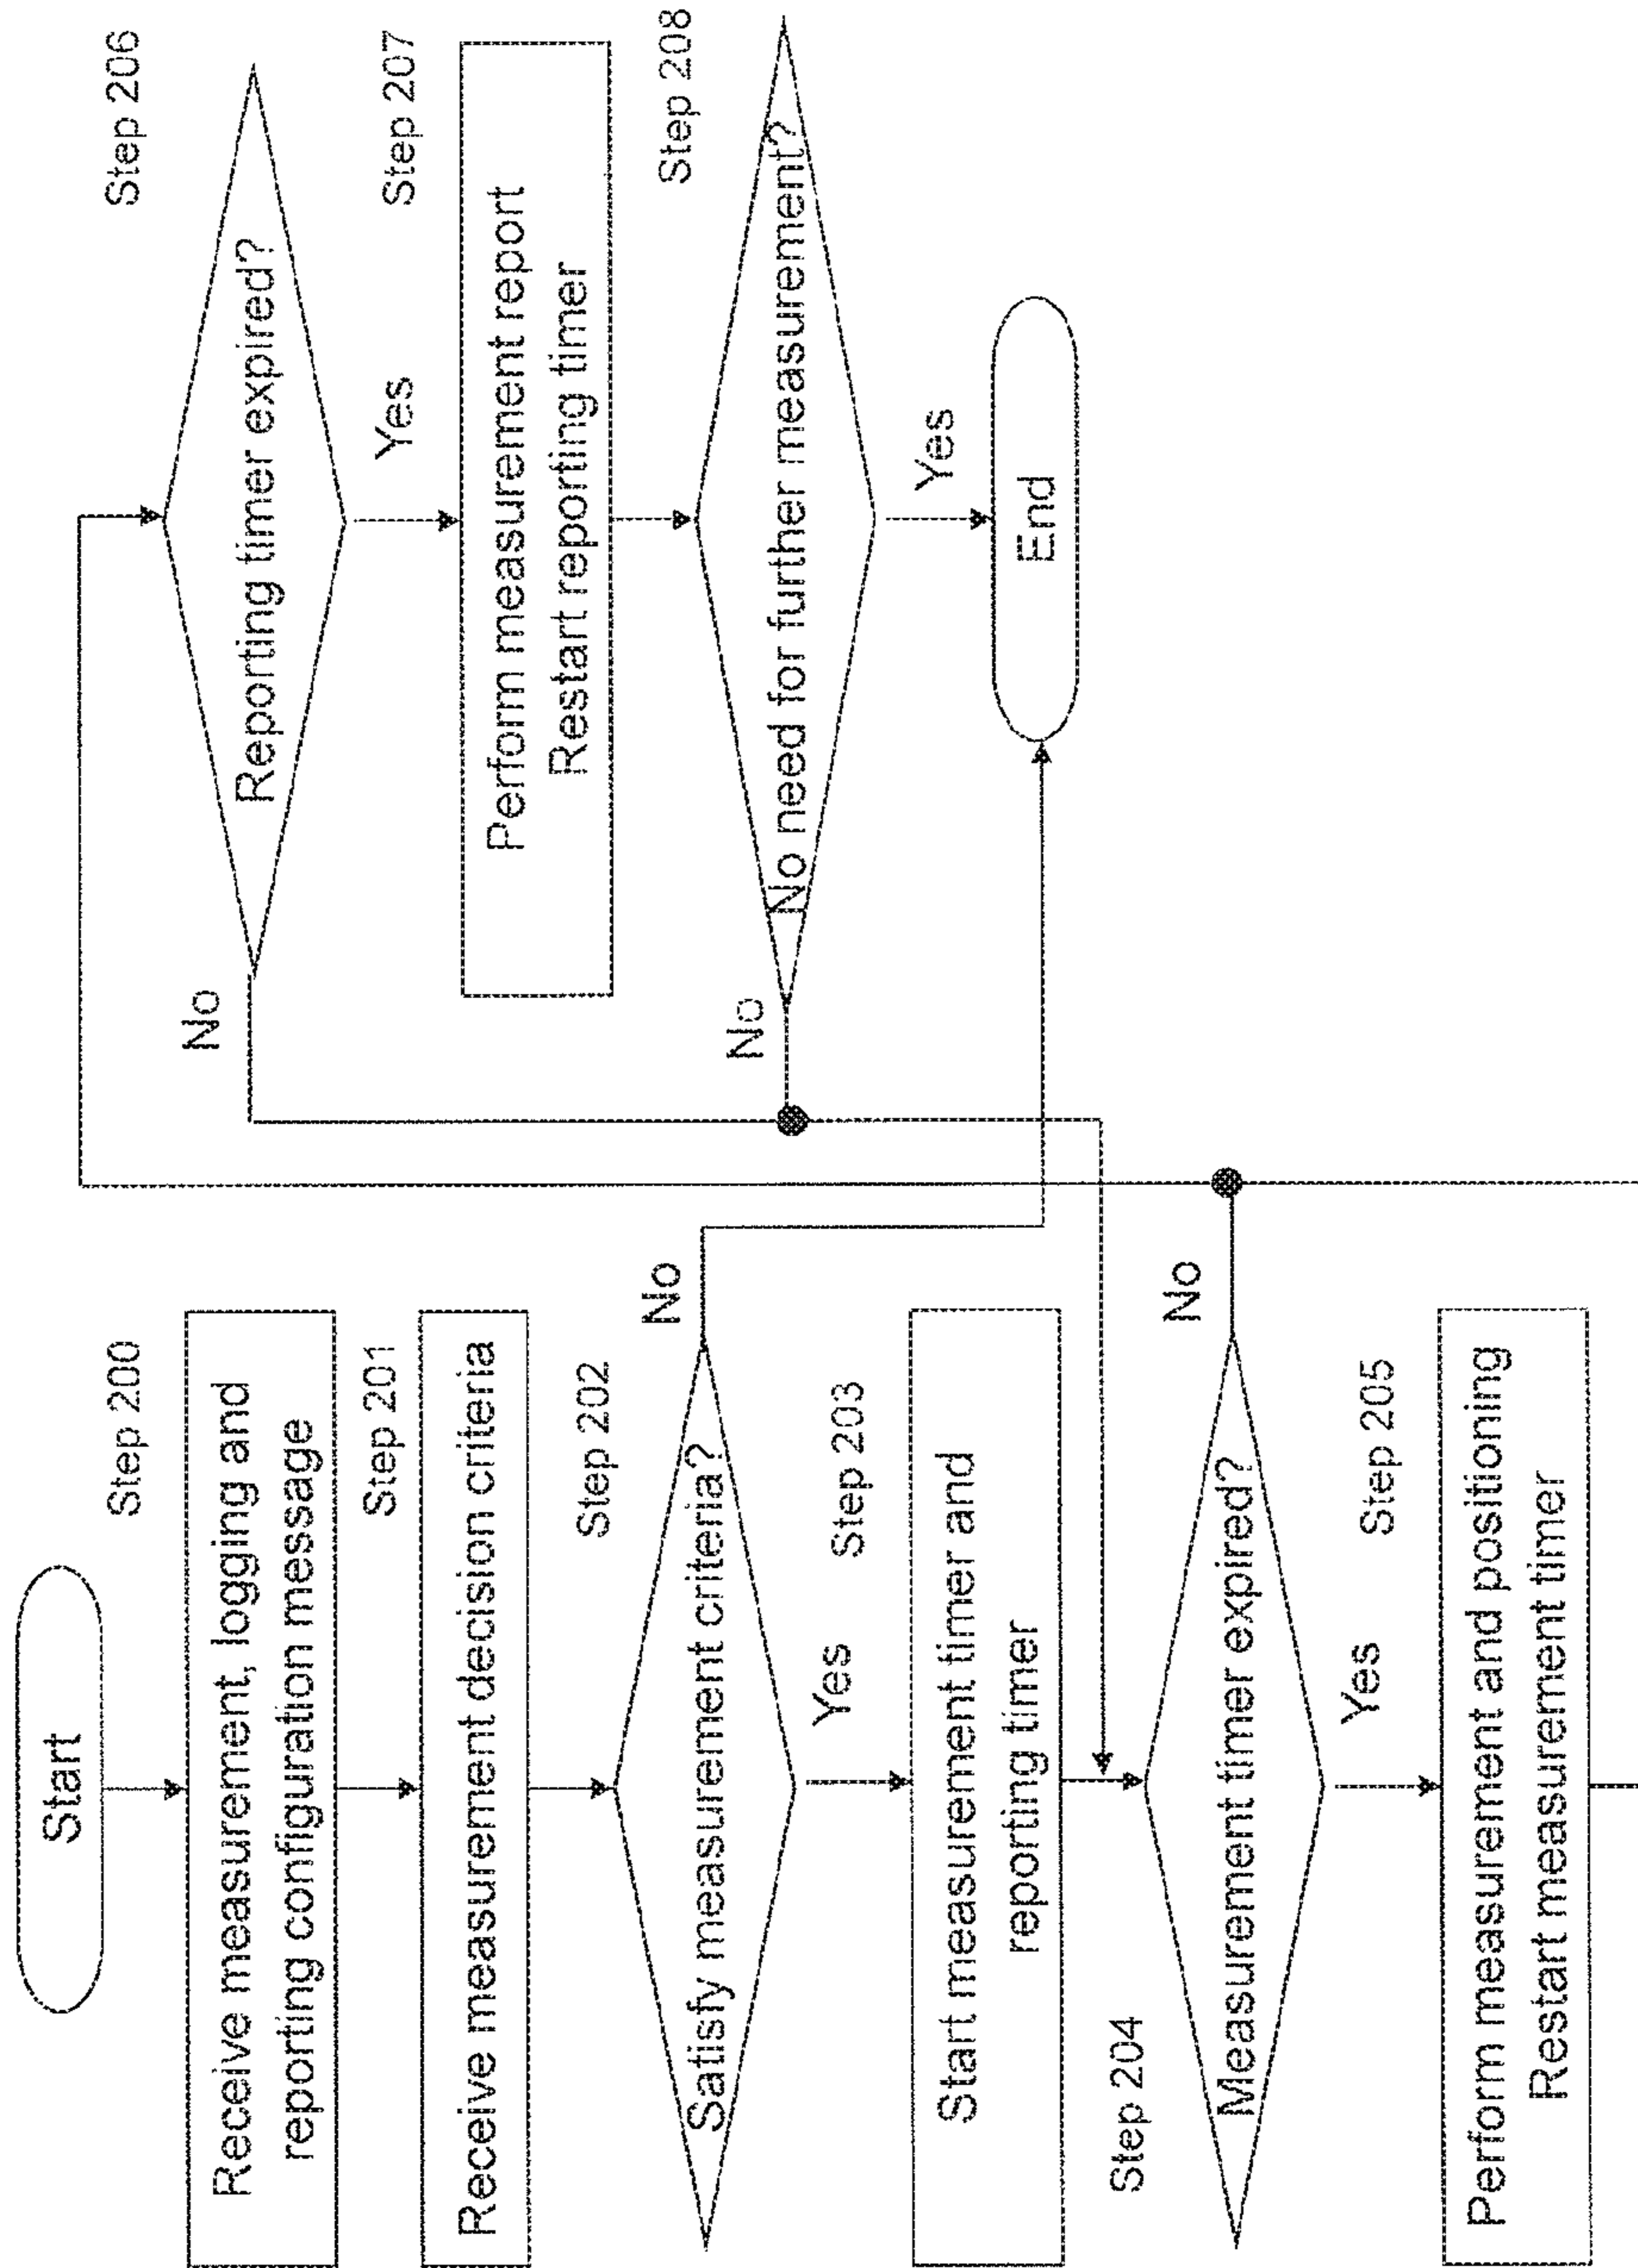 Start
Step 200
Receive measurement, logging and
reporting configuration message
Step 201
Receive measurement decision criteria
Step 202
Satisfy measurement criteria?
No
Yes
Step 203
Start measurement timer and
reporting timer
Step 204
Measurement timer expired?
No
Yes
Step 205
Perform measurement and positioning
Restart measurement timer
Step 206
Reporting timer expired?
No
Yes
Step 207
Perform measurement report
Restart reporting timer
Step 208
No need for further measurement?
No
Yes
End